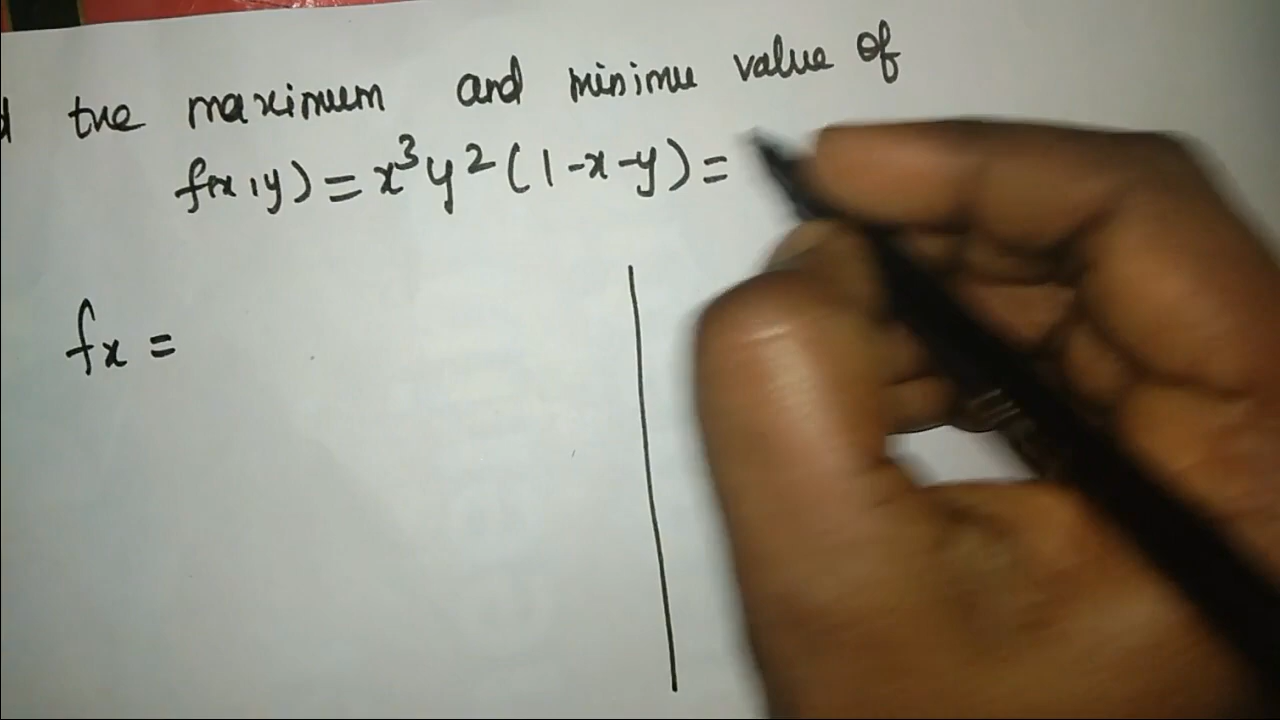 the maximum and minimu value of
f(x,y) = x³y²(1-x-y) =
fx =